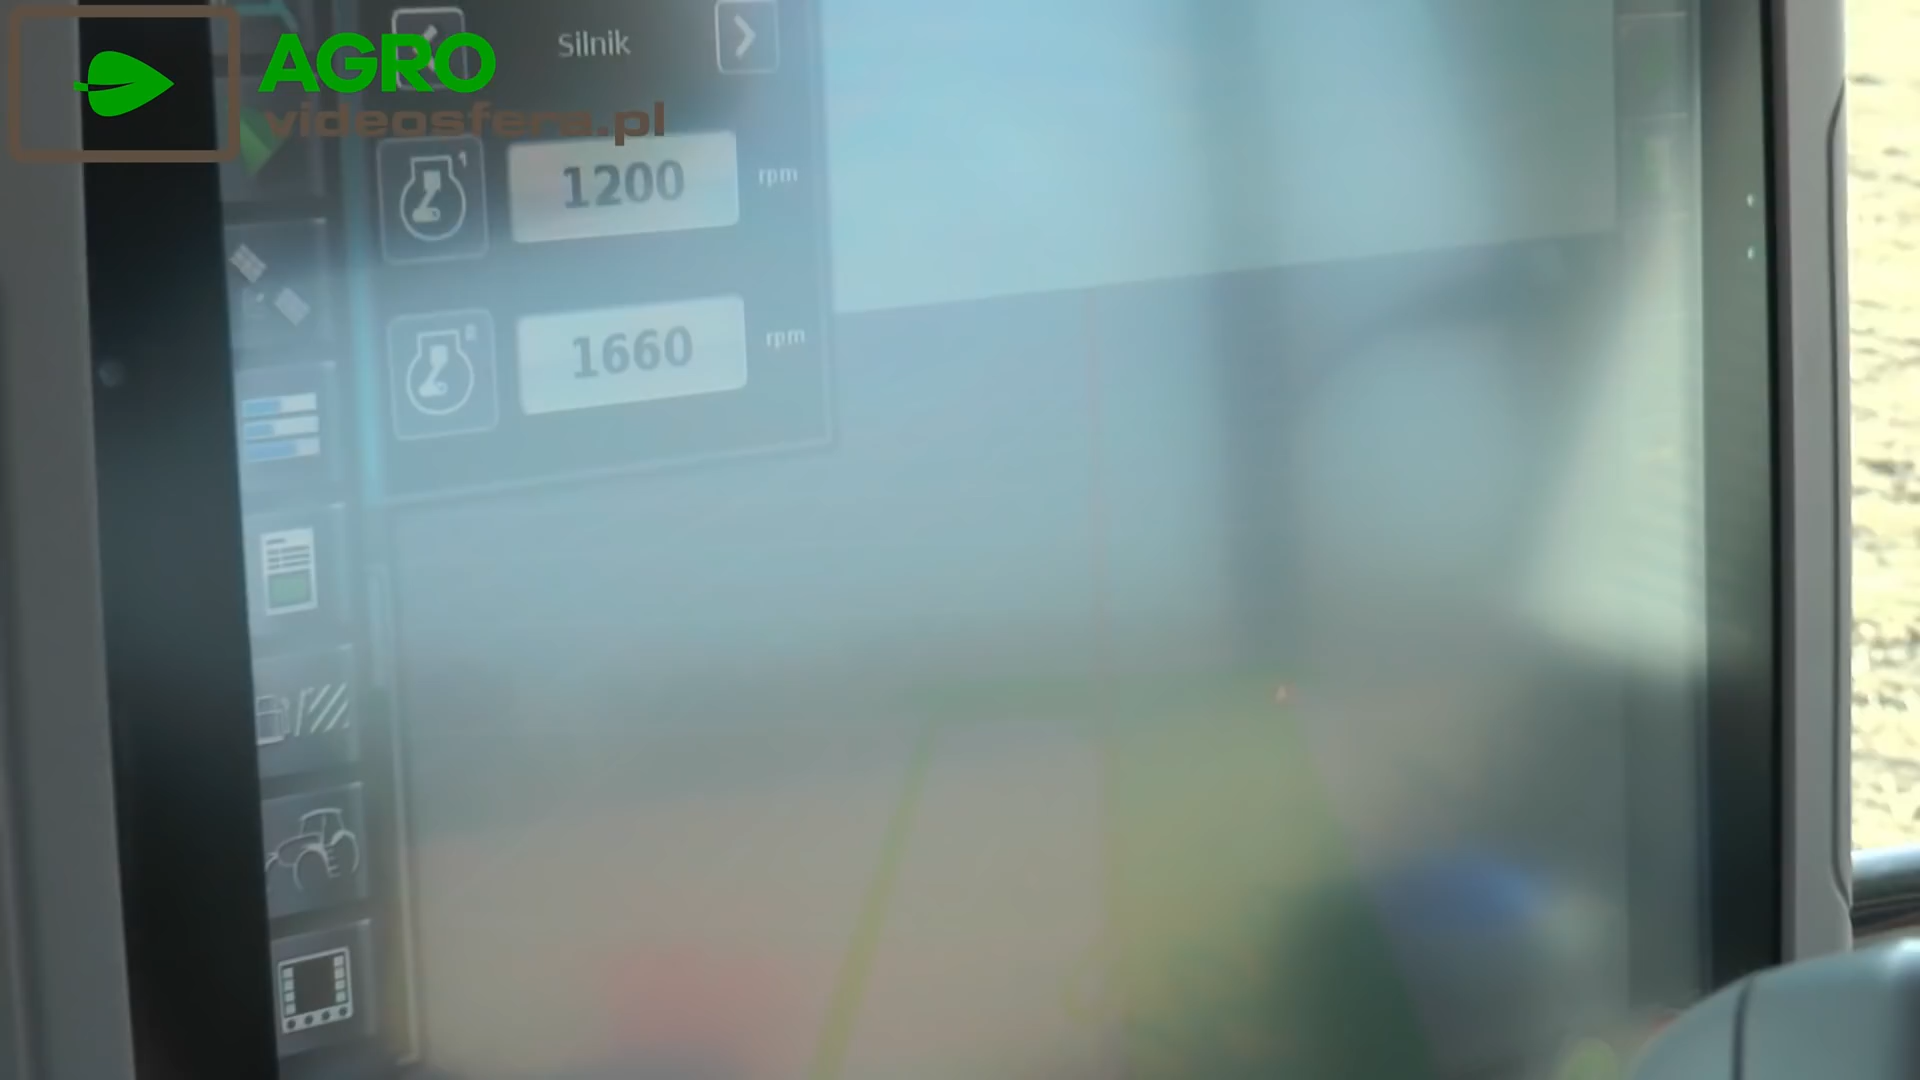 AGRO
videosfera.pl
Silnik
1200 rpm
1660 rpm